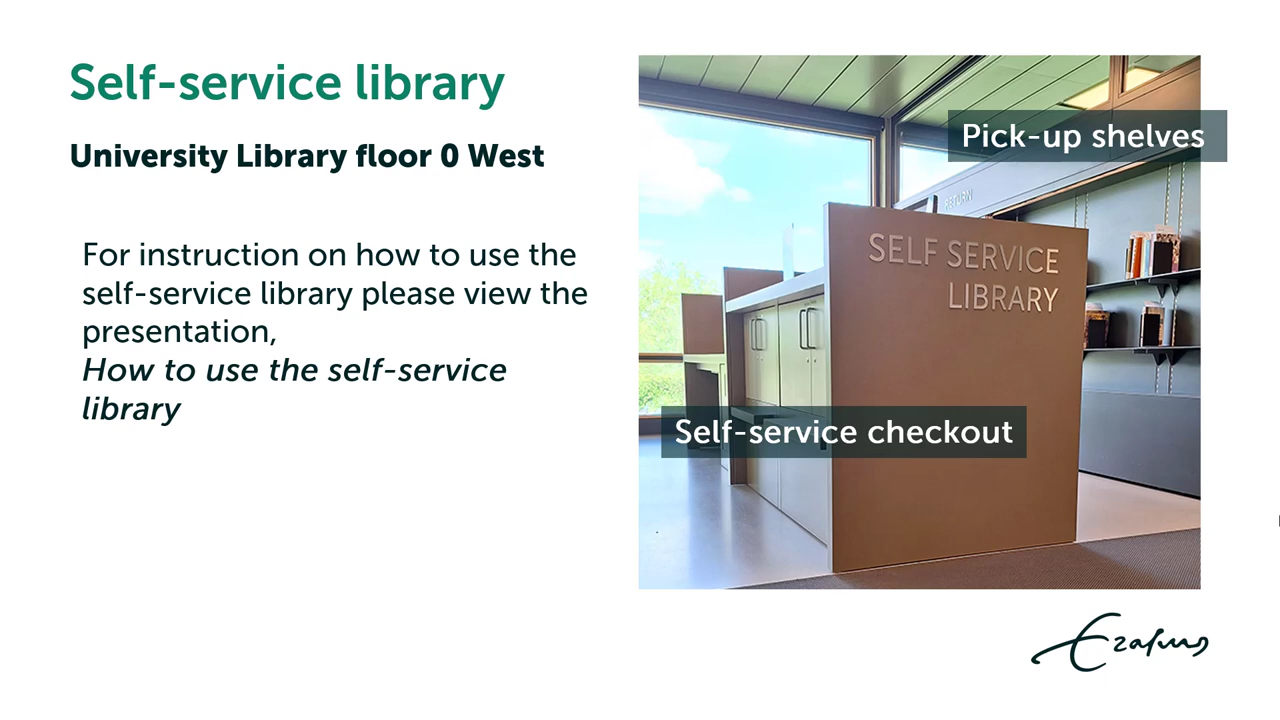 Self-service library
University Library floor 0 West
For instruction on how to use the
self-service library please view the
presentation,
How to use the self-service
library
Pick-up shelves
RETURN
SELF SERVICE
LIBRARY
Self-service checkout
Erasmus